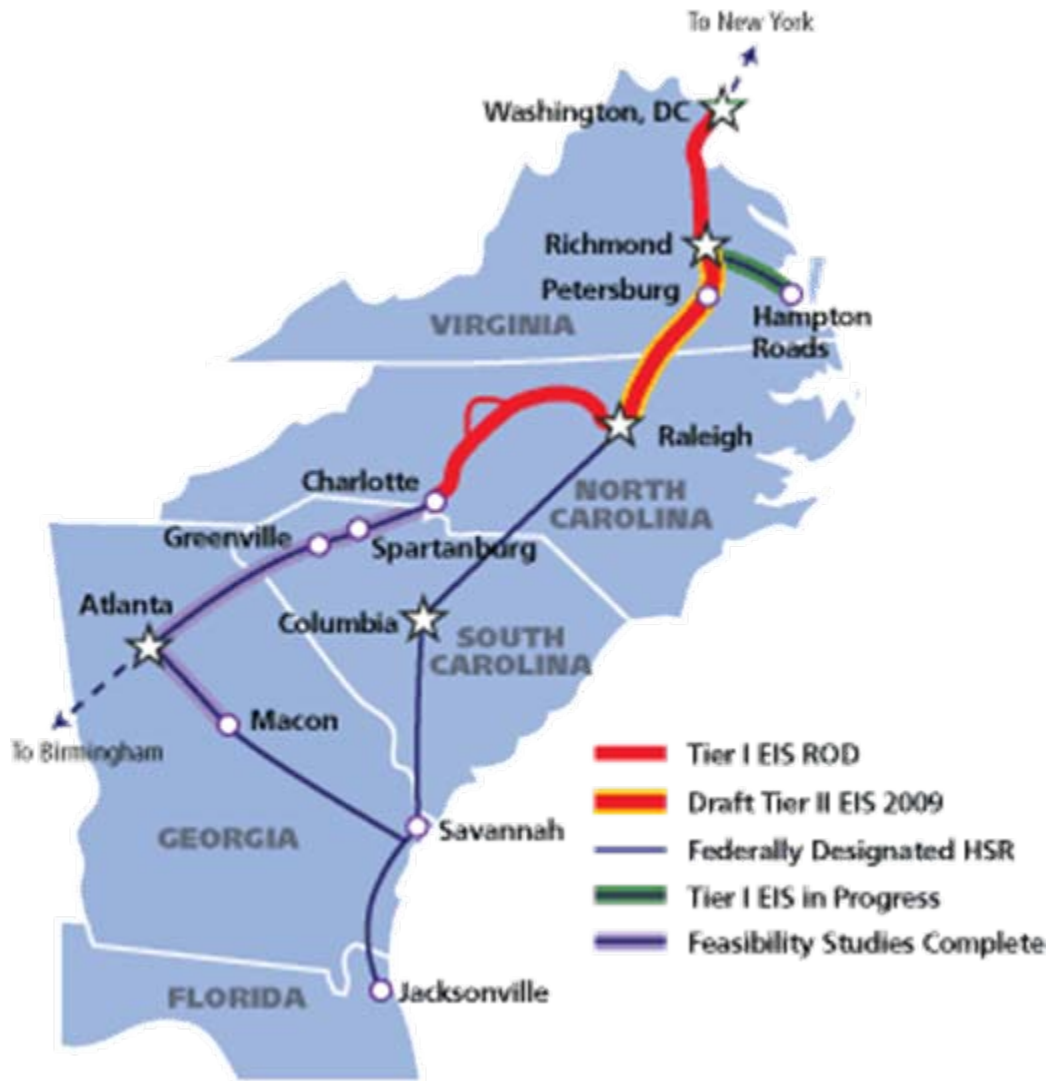 To New York
Washington, DC
Richmond
Petersburg
Hampton
Roads
VIRGINIA
Raleigh
Charlotte
NORTH
CAROLINA
Greenville
Spartanburg
Atlanta
Columbia
SOUTH
CAROLINA
Macon
To Birmingham
Savannah
GEORGIA
Jacksonville
FLORIDA
Tier I EIS ROD
Draft Tier II EIS 2009
Federally Designated HSR
Tier I EIS in Progress
Feasibility Studies Complete